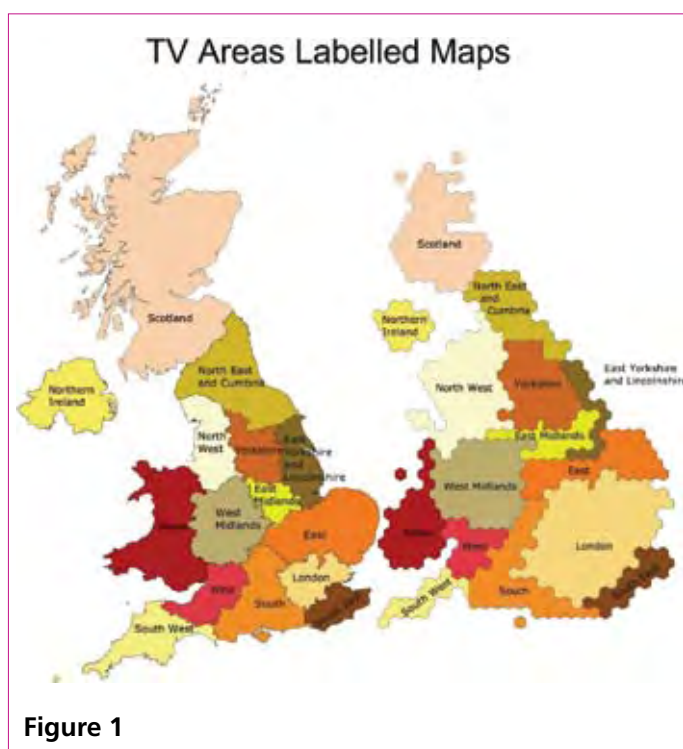 TV Areas Labelled Maps
Scotland
North East
and Cumbria
Northern
Ireland
North
West
Yorkshire
East
Yorkshire
and
Lincolnshire
East
Midlands
West
Midlands
East
West
London
South
South West
Scotland
North East
and
Cumbria
Northern
Ireland
North West
Yorkshire
East Yorkshire
and Lincolnshire
East Midlands
West Midlands
East
West
London
South West
South
Figure 1